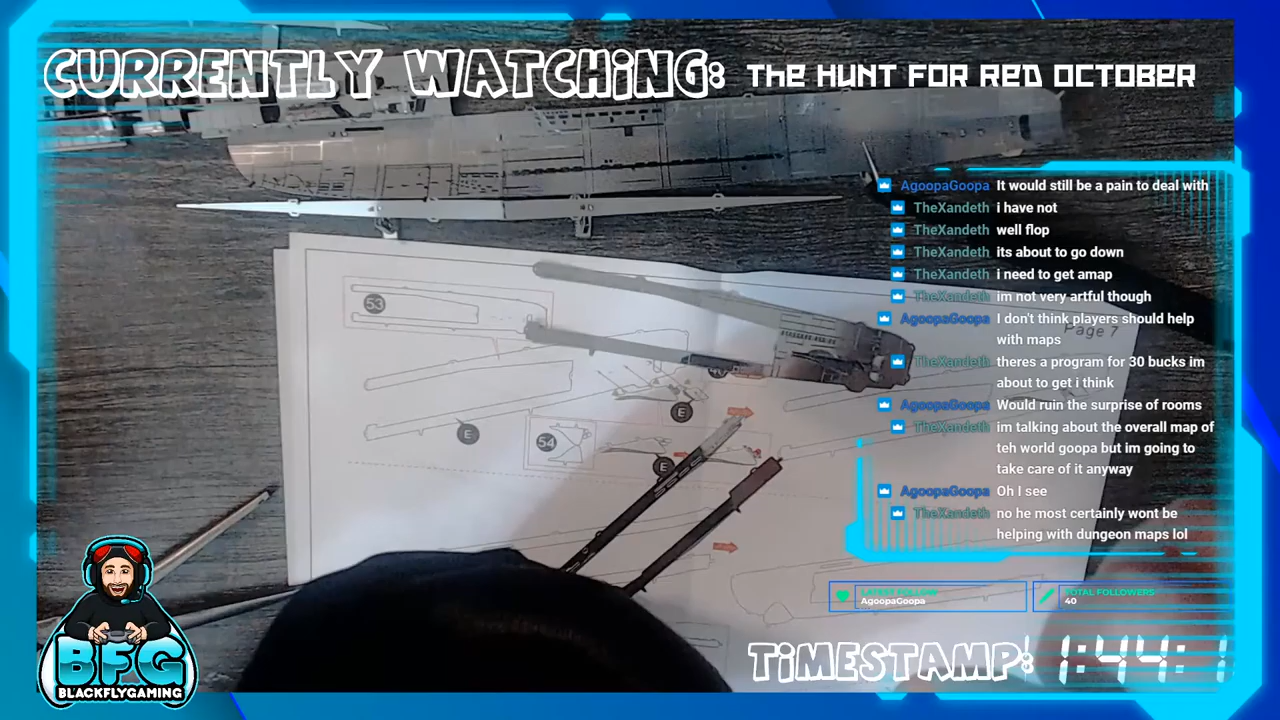 CURRENTLY WATCHING: THE HUNT FOR RED OCTOBER
AgoopaGoopa It would still be a pain to deal with
TheXandeth i have not
TheXandeth well flop
TheXandeth its about to go down
TheXandeth i need to get amap
TheXandeth im not very artful though
AgoopaGoopa I don't think players should help
with maps
Page 7
TheXandeth theres a program for 30 bucks im
about to get i think
AgoopaGoopa Would ruin the surprise of rooms
TheXandeth im talking about the overall map of
teh world goopa but im going to
take care of it anyway
AgoopaGoopa Oh I see
TheXandeth no he most certainly wont be
helping with dungeon maps lol
53
E
E
54
E
LATEST FOLLOW
AgoopaGoopa
TOTAL FOLLOWERS
40
BFG
BLACKFLYGAMING
TIMESTAMP: